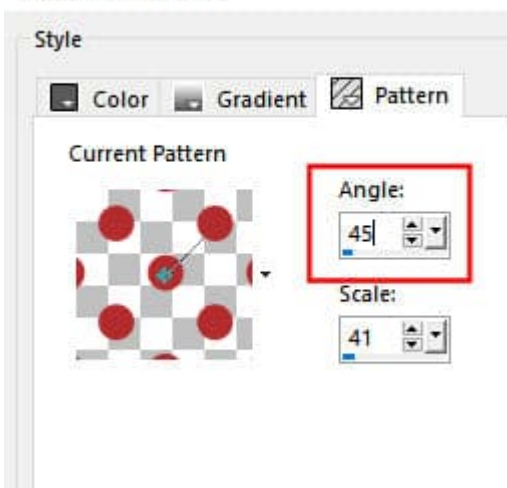 Style
Color Gradient Pattern
Current Pattern
Angle:
45
Scale:
41